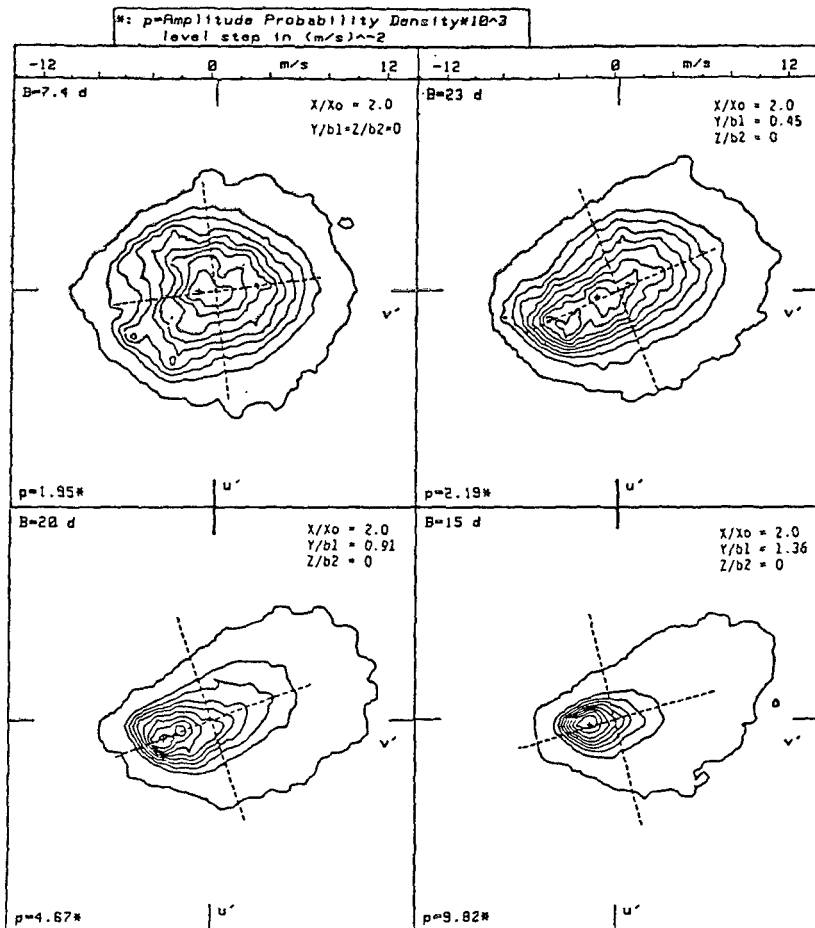 *: p=Amplitude Probability Density*10^3
level step in (m/s)^-2
-12 0 m/s 12 -12 0 m/s 12
B=7.4 d
X/Xo = 2.0
Y/b1=Z/b2=0
v'
u'
p=1.95*
B=23 d
X/Xo = 2.0
Y/b1 = 0.45
Z/b2 = 0
v'
u'
p=2.19*
B=20 d
X/Xo = 2.0
Y/b1 = 0.91
Z/b2 = 0
v'
u'
p=4.67*
B=15 d
X/Xo = 2.0
Y/b1 = 1.36
Z/b2 = 0
v'
u'
p=9.82*